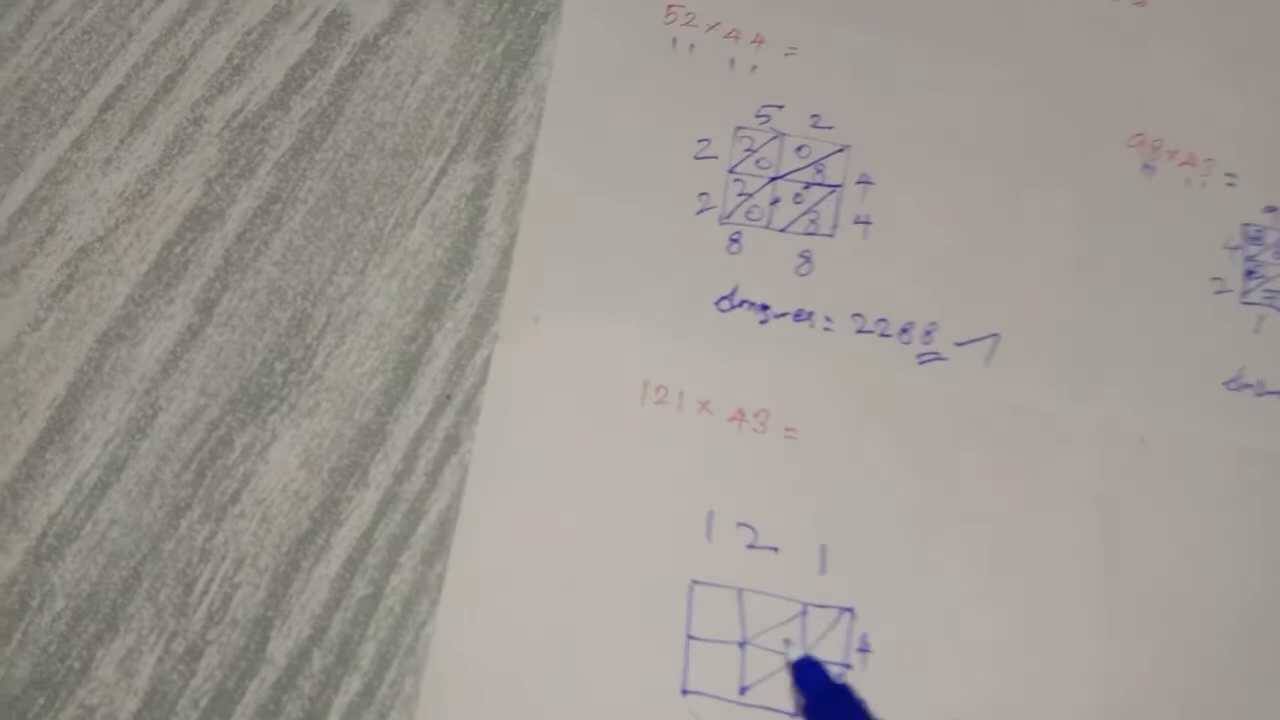 52 × 44 =
5 2
2 2 0 0 8 4
2 2 0 0 8 4
8 8
2288
121 × 43 =
1 2 1
4